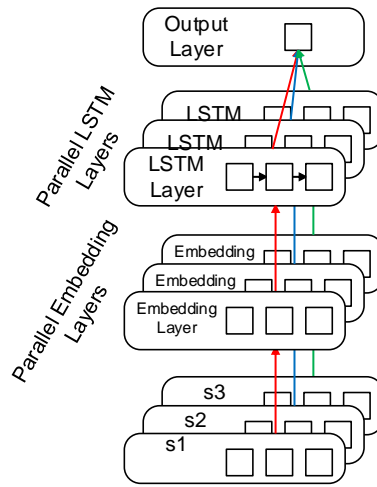 Output
Layer
Parallel LSTM
Layers
LSTM
LSTM
LSTM
Layer
Parallel Embedding
Layers
Embedding
Embedding
Embedding
Layer
s3
s2
s1